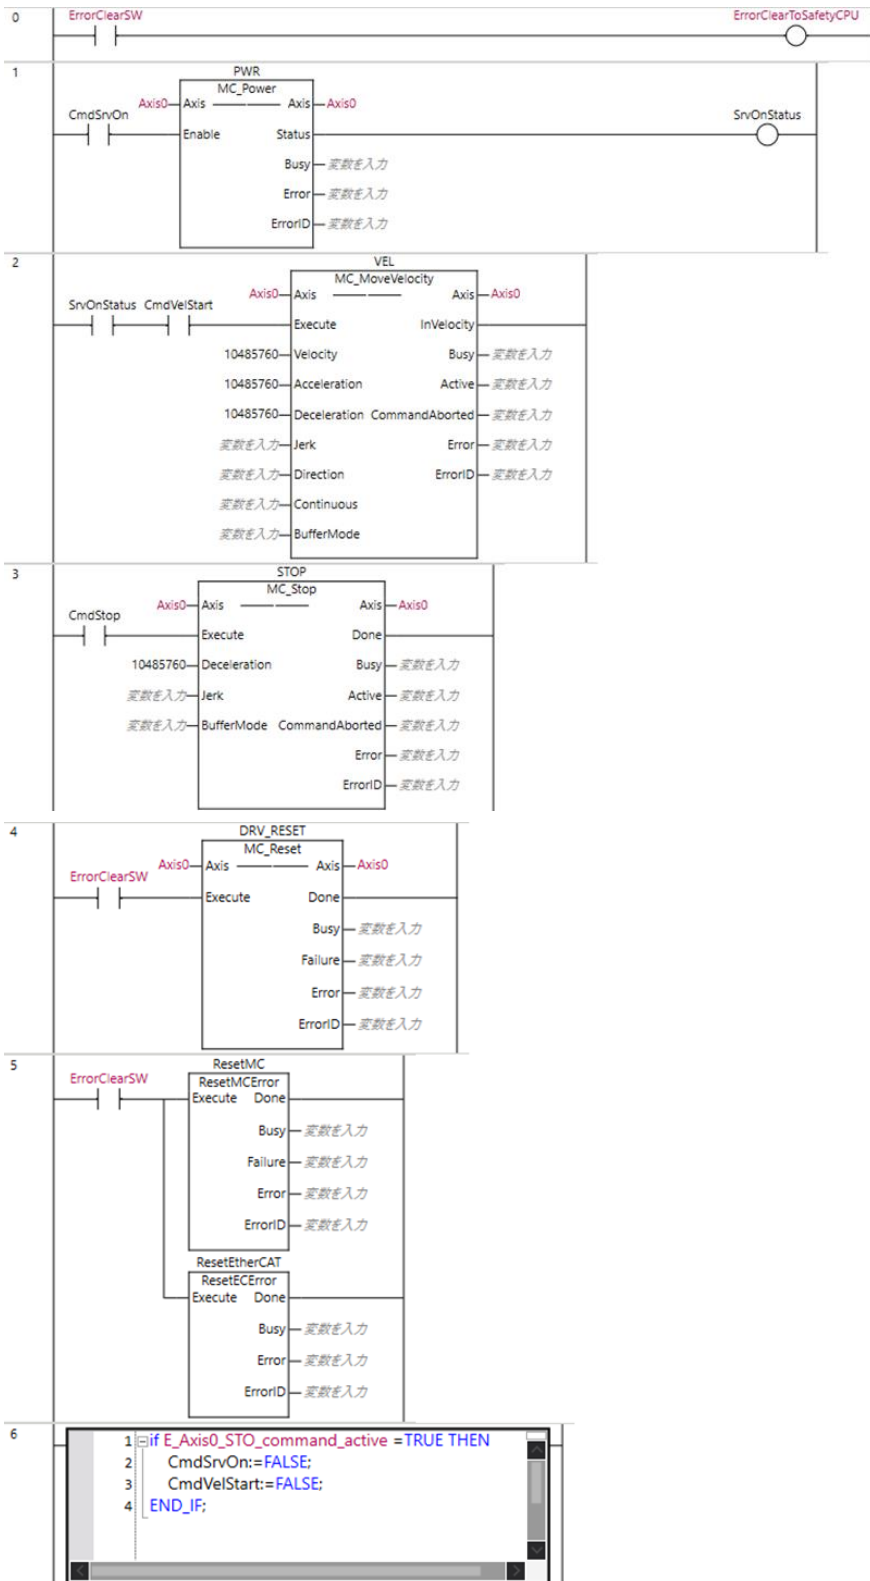 0
ErrorClearSW ErrorClearToSafetyCPU
1
PWR
MC_Power
Axis0 Axis Axis Axis0
CmdSrvOn SrvOnStatus
Enable Status
Busy 変数を入力
Error 変数を入力
ErrorID 変数を入力
2
VEL
MC_MoveVelocity
Axis0 Axis Axis Axis0
SrvOnStatus CmdVelStart
Execute InVelocity
10485760 Velocity Busy 変数を入力
10485760 Acceleration Active 変数を入力
10485760 Deceleration CommandAborted 変数を入力
変数を入力 Jerk Error 変数を入力
変数を入力 Direction ErrorID 変数を入力
変数を入力 Continuous
変数を入力 BufferMode
3
STOP
MC_Stop
Axis0 Axis Axis Axis0
CmdStop
Execute Done
10485760 Deceleration Busy 変数を入力
変数を入力 Jerk Active 変数を入力
変数を入力 BufferMode CommandAborted 変数を入力
Error 変数を入力
ErrorID 変数を入力
4
DRV_RESET
MC_Reset
Axis0 Axis Axis Axis0
ErrorClearSW
Execute Done
Busy 変数を入力
Failure 変数を入力
Error 変数を入力
ErrorID 変数を入力
5
ResetMC
ErrorClearSW ResetMCError
Execute Done
Busy 変数を入力
Failure 変数を入力
Error 変数を入力
ErrorID 変数を入力
ResetEtherCAT
ResetECError
Execute Done
Busy 変数を入力
Error 変数を入力
ErrorID 変数を入力
6
1 if E_Axis0_STO_command_active =TRUE THEN
2 CmdSrvOn:=FALSE;
3 CmdVelStart:=FALSE;
4 END_IF;